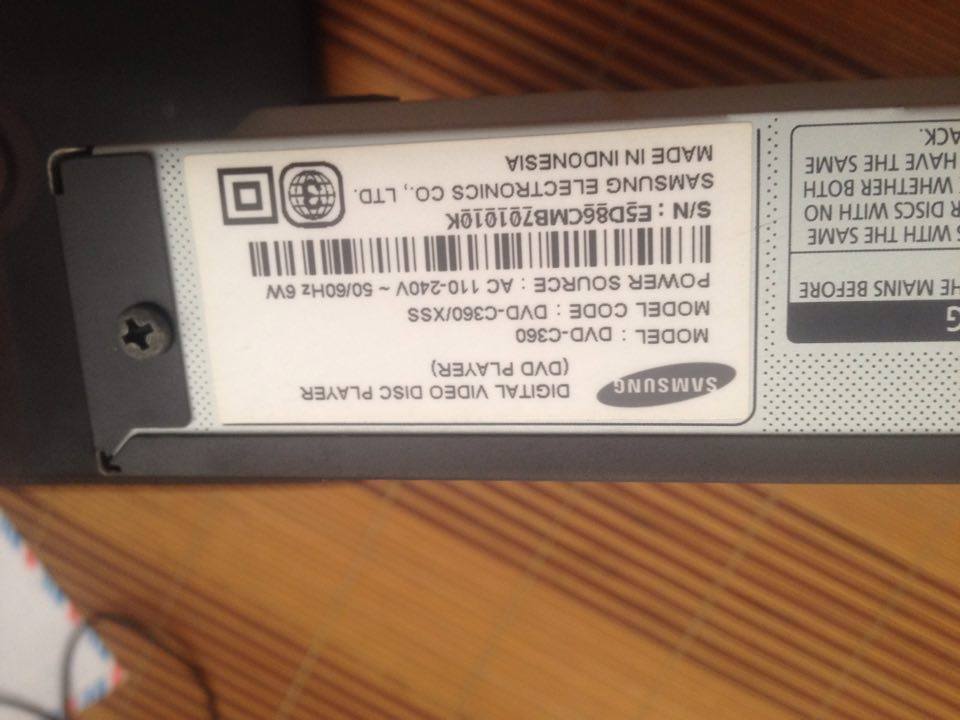 G
HE MAINS BEFORE
WITH THE SAME
DISCS WITH NO
WHETHER BOTH
HAVE THE SAME
ACK.
SAMSUNG
DIGITAL VIDEO DISC PLAYER
(DVD PLAYER)
MODEL : DVD-C360
MODEL CODE : DVD-C360/XSS
POWER SOURCE : AC 110-240V ~ 50/60Hz 6W
S/N : E5D86CMB701010K
SAMSUNG ELECTRONICS CO., LTD.
MADE IN INDONESIA